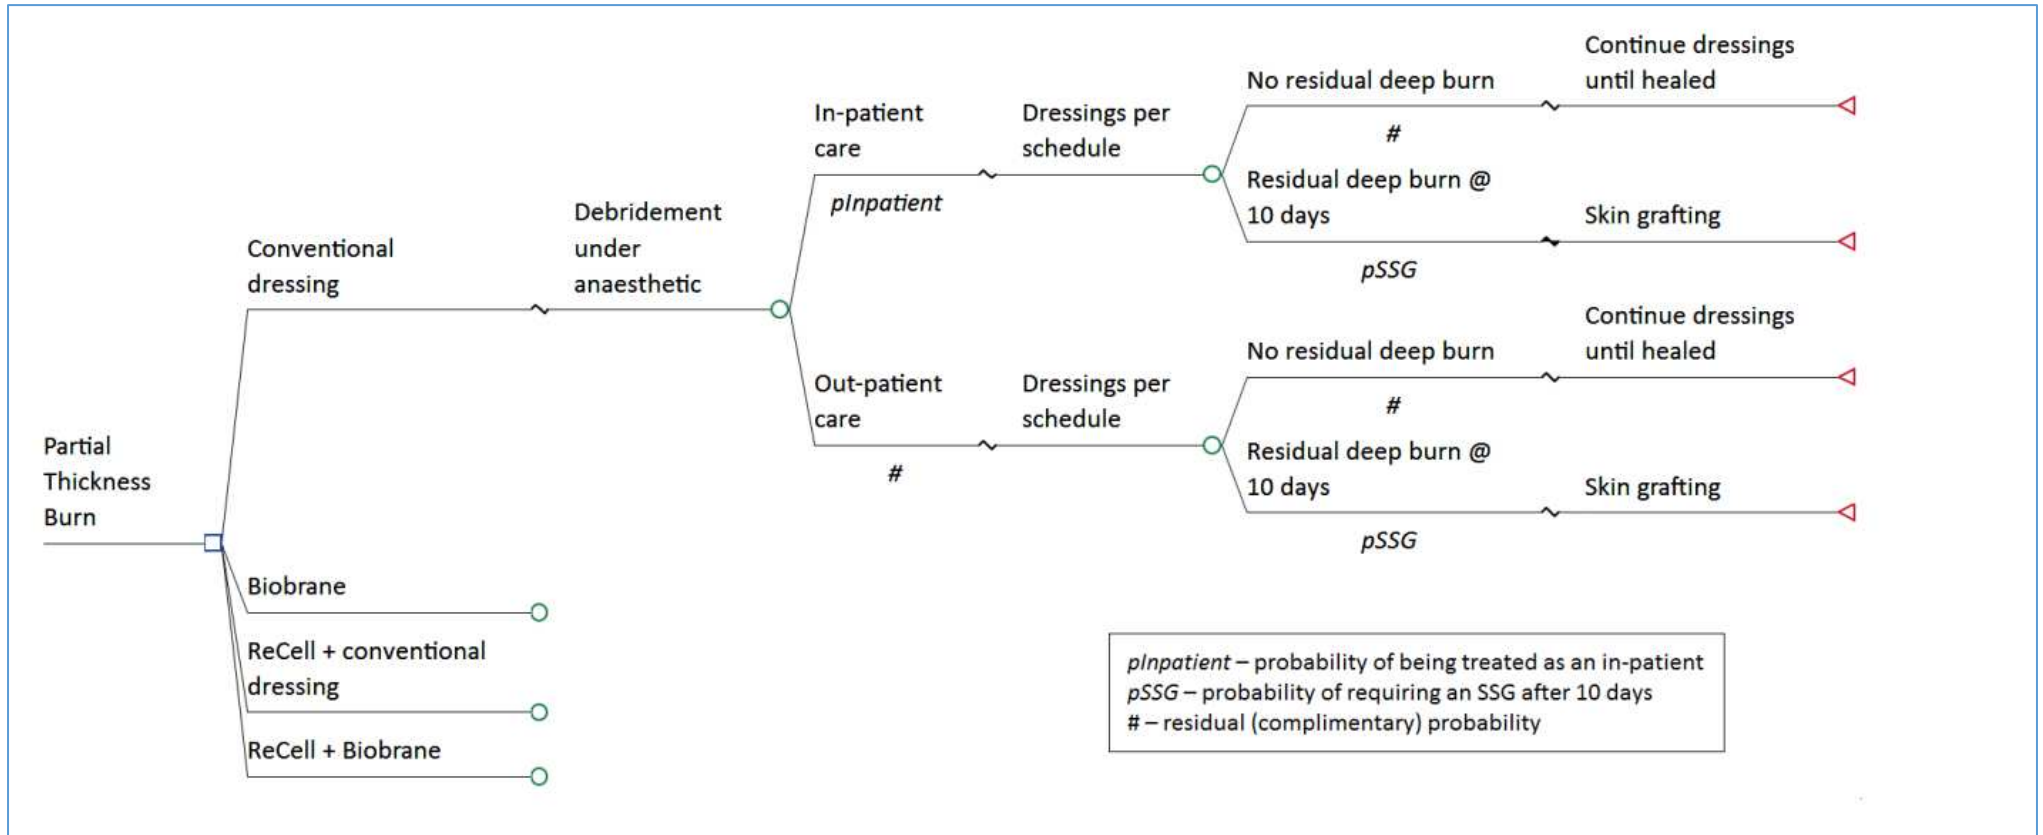 Partial
Thickness
Burn
Conventional
dressing
Debridement
under
anaesthetic
In-patient
care
pInpatient
Dressings per
schedule
No residual deep burn
#
Continue dressings
until healed
Residual deep burn @
10 days
pSSG
Skin grafting
Out-patient
care
#
Dressings per
schedule
No residual deep burn
#
Continue dressings
until healed
Residual deep burn @
10 days
pSSG
Skin grafting
Biobrane
ReCell + conventional
dressing
ReCell + Biobrane
pInpatient – probability of being treated as an in-patient
pSSG – probability of requiring an SSG after 10 days
# – residual (complimentary) probability